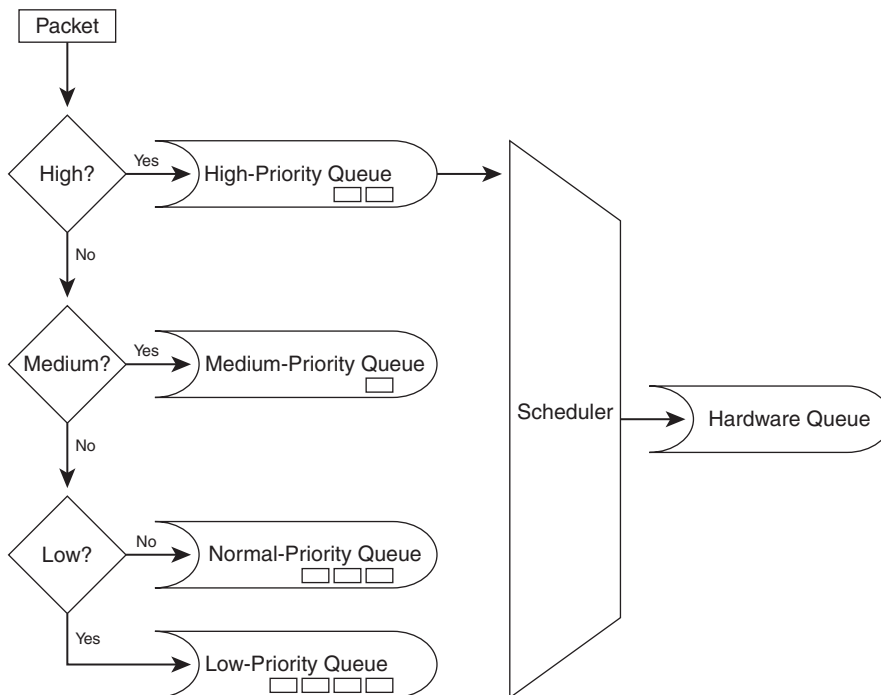 Packet
High?
Yes
High-Priority Queue
No
Medium?
Yes
Medium-Priority Queue
No
Scheduler
Hardware Queue
Low?
No
Normal-Priority Queue
Yes
Low-Priority Queue